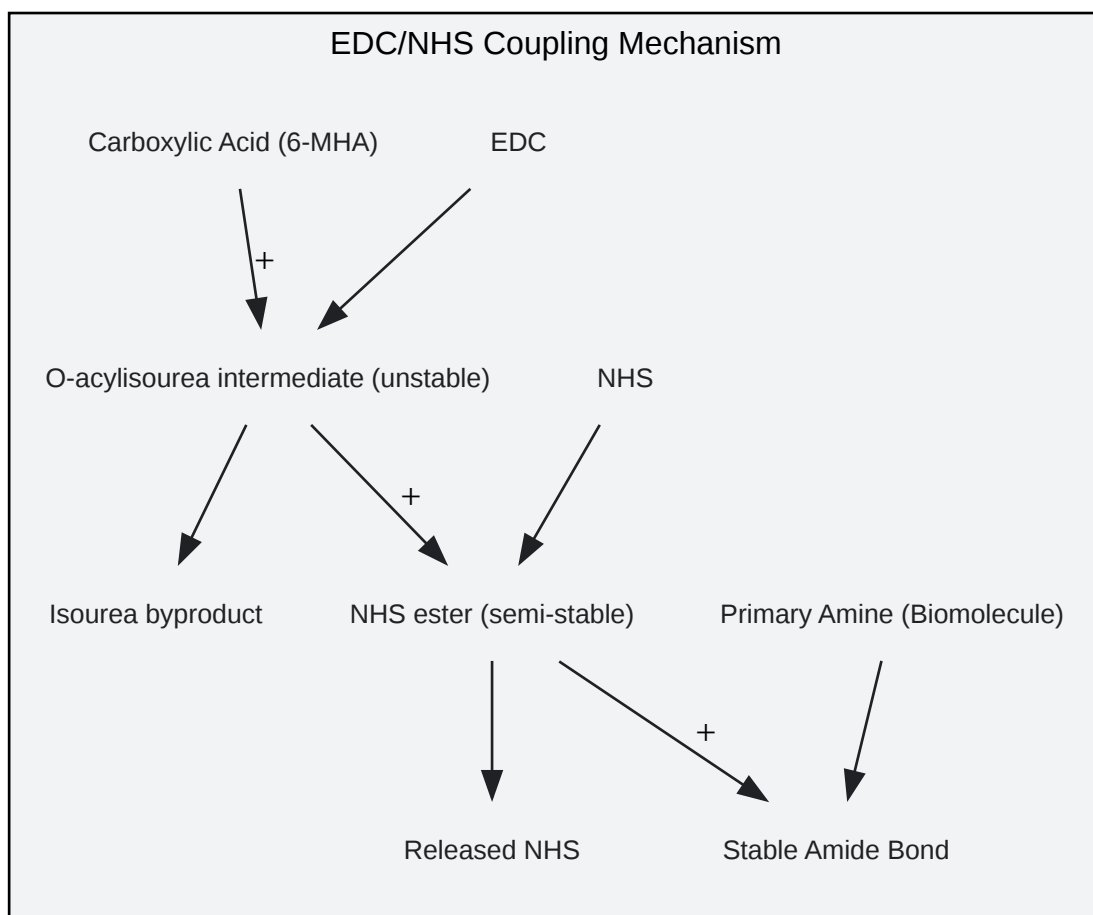 EDC/NHS Coupling Mechanism
Carboxylic Acid (6-MHA) EDC
+
O-acylisourea intermediate (unstable) NHS
+
Isourea byproduct NHS ester (semi-stable) Primary Amine (Biomolecule)
+
Released NHS Stable Amide Bond